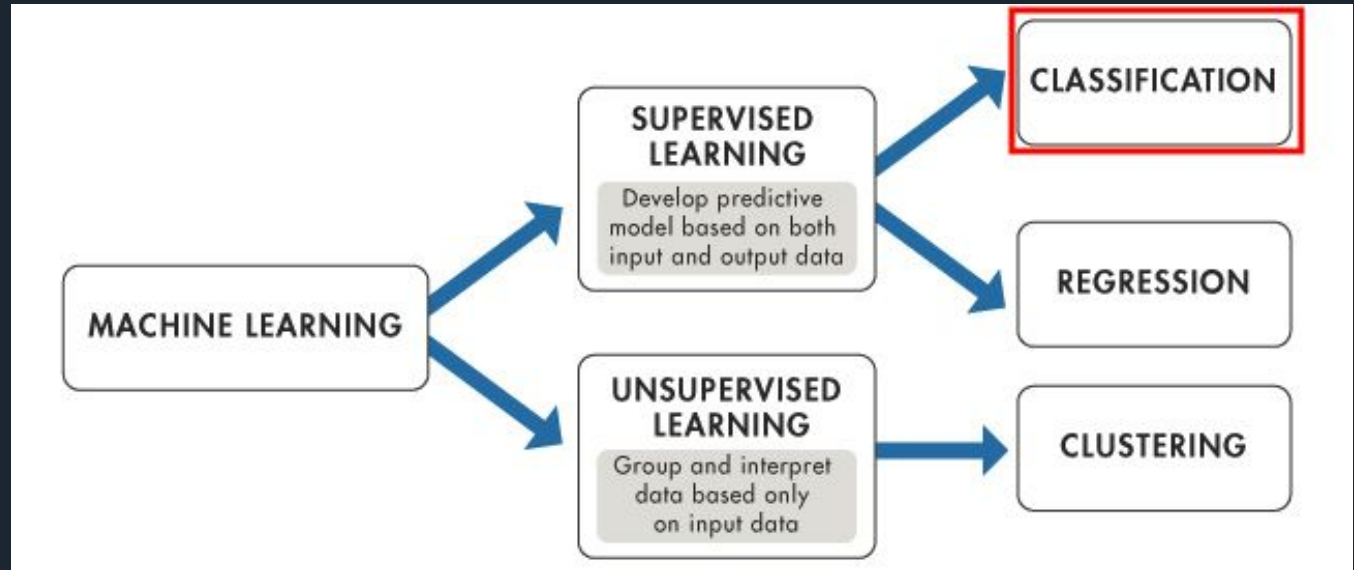 MACHINE LEARNING
SUPERVISED
LEARNING
Develop predictive
model based on both
input and output data
UNSUPERVISED
LEARNING
Group and interpret
data based only
on input data
CLASSIFICATION
REGRESSION
CLUSTERING